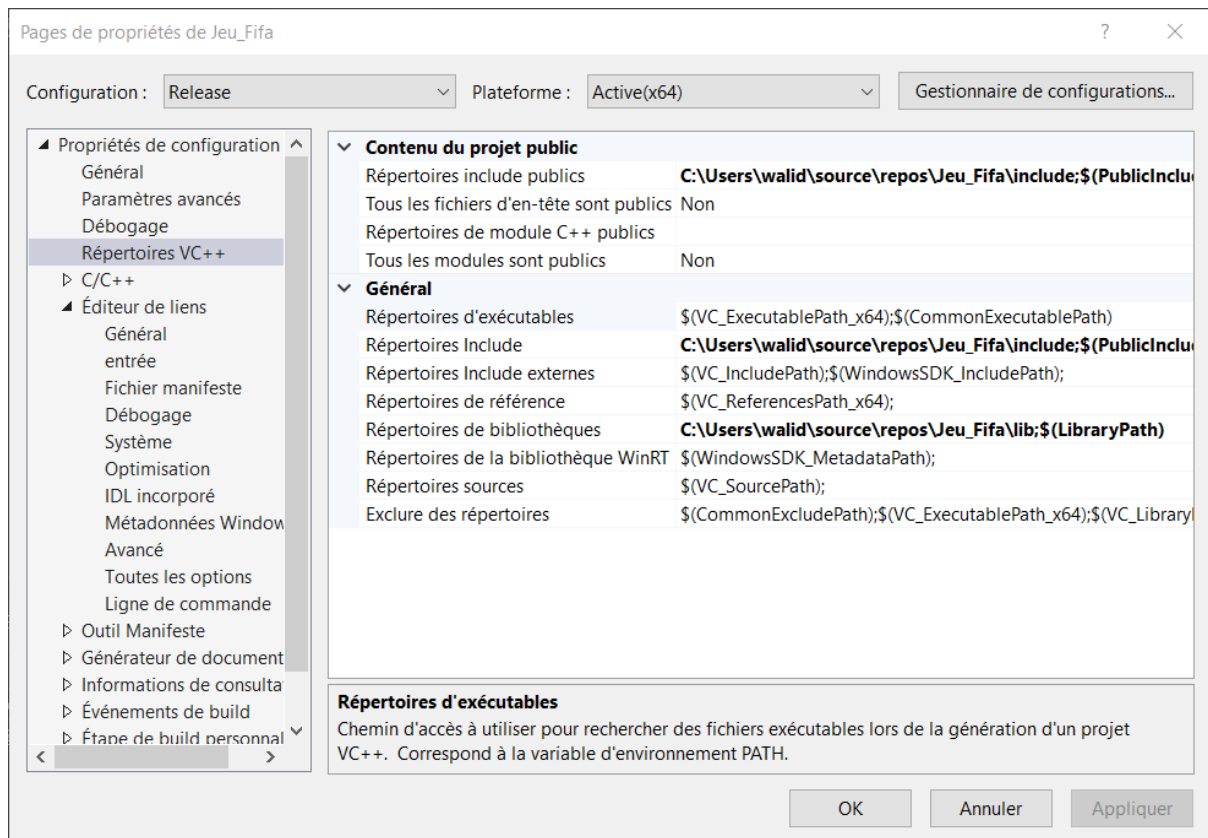 Pages de propriétés de Jeu_Fifa
Configuration : Release Plateforme : Active(x64) Gestionnaire de configurations...
Propriétés de configuration
Général
Paramètres avancés
Débogage
Répertoires VC++
C/C++
Éditeur de liens
Général
entrée
Fichier manifeste
Débogage
Système
Optimisation
IDL incorporé
Métadonnées Window
Avancé
Toutes les options
Ligne de commande
Outil Manifeste
Générateur de document
Informations de consulta
Événements de build
Étape de build personnal
Contenu du projet public
Répertoires include publics C:\Users\walid\source\repos\Jeu_Fifa\include;$(PublicInclu
Tous les fichiers d'en-tête sont publics Non
Répertoires de module C++ publics
Tous les modules sont publics Non
Général
Répertoires d'exécutables $(VC_ExecutablePath_x64);$(CommonExecutablePath)
Répertoires Include C:\Users\walid\source\repos\Jeu_Fifa\include;$(PublicInclu
Répertoires Include externes $(VC_IncludePath);$(WindowsSDK_IncludePath);
Répertoires de référence $(VC_ReferencesPath_x64);
Répertoires de bibliothèques C:\Users\walid\source\repos\Jeu_Fifa\lib;$(LibraryPath)
Répertoires de la bibliothèque WinRT $(WindowsSDK_MetadataPath);
Répertoires sources $(VC_SourcePath);
Exclure des répertoires $(CommonExcludePath);$(VC_ExecutablePath_x64);$(VC_Library
Répertoires d'exécutables
Chemin d'accès à utiliser pour rechercher des fichiers exécutables lors de la génération d'un projet
VC++.  Correspond à la variable d'environnement PATH.
OK Annuler Appliquer